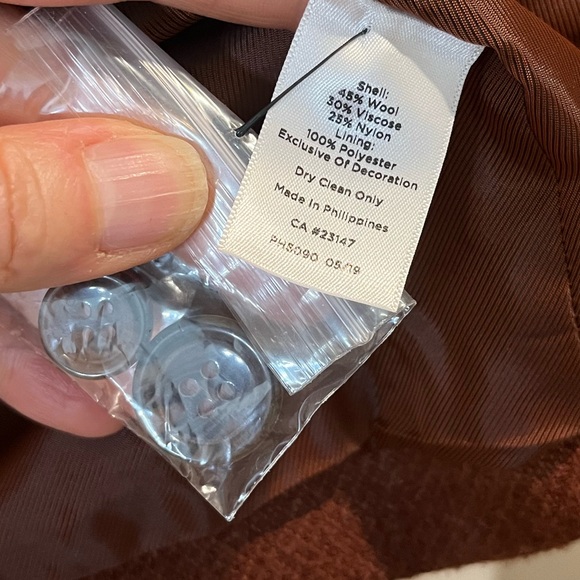 Shell:
45% Wool
30% Viscose
25% Nylon
Lining:
100% Polyester
Exclusive Of Decoration
Dry Clean Only
Made In Philippines
CA #23147
PH5090 05/19